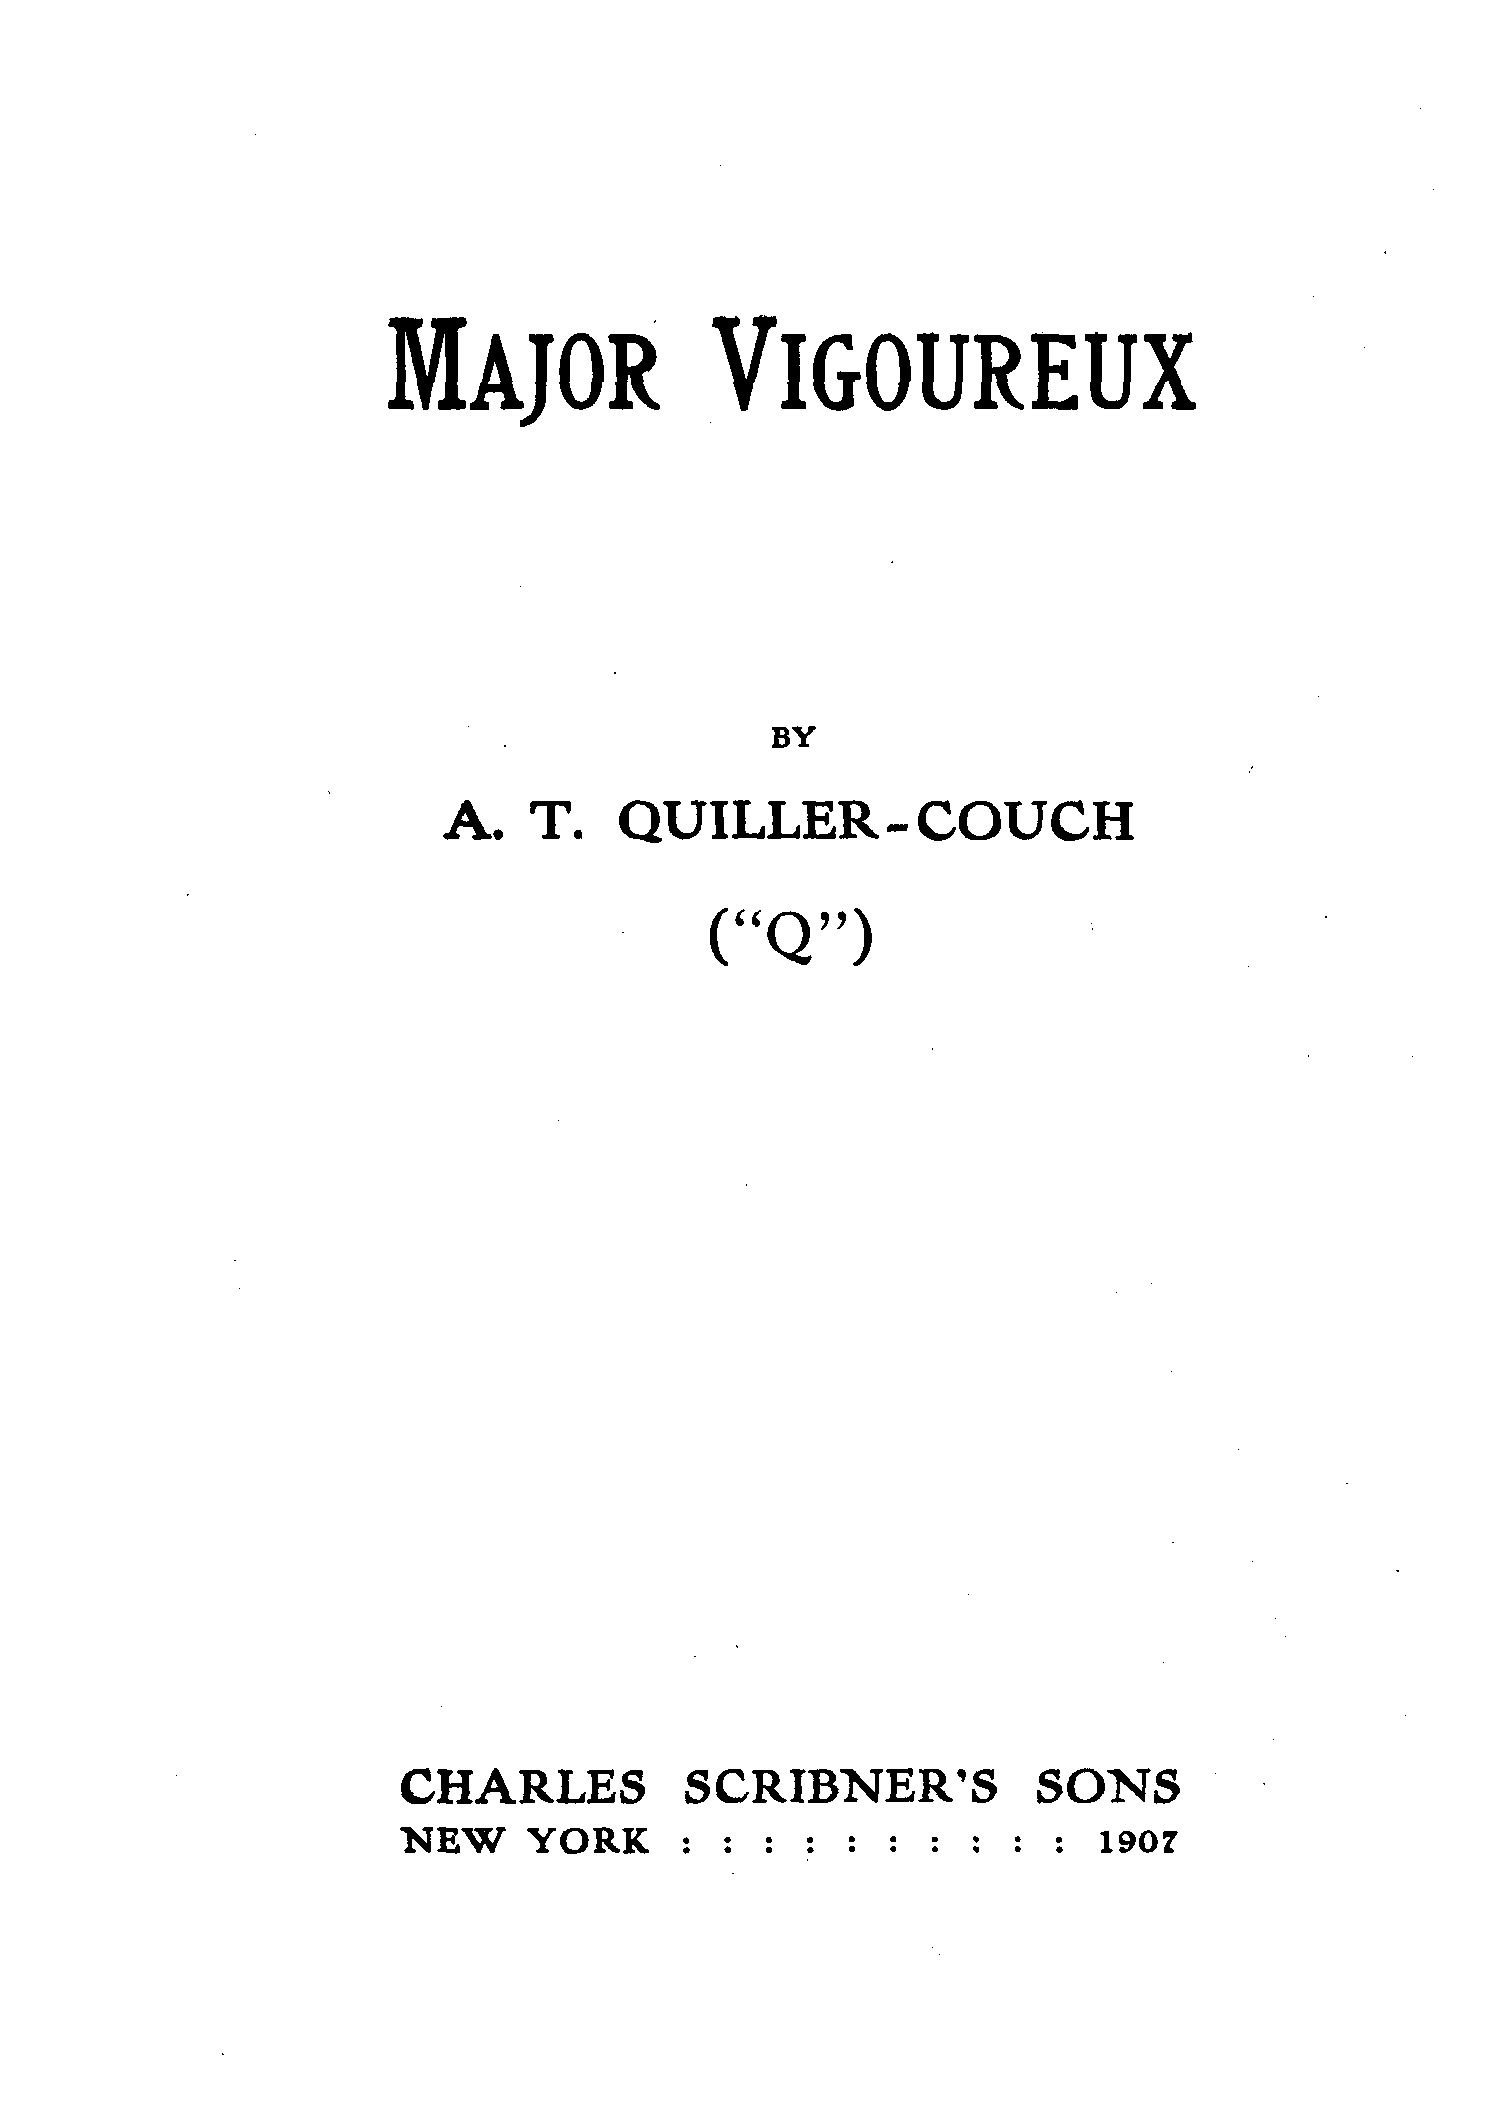 MAJOR VIGOUREUX
BY
A. T. QUILLER-COUCH
("Q")
CHARLES SCRIBNER'S SONS
NEW YORK : : : : : : : : : : 1907